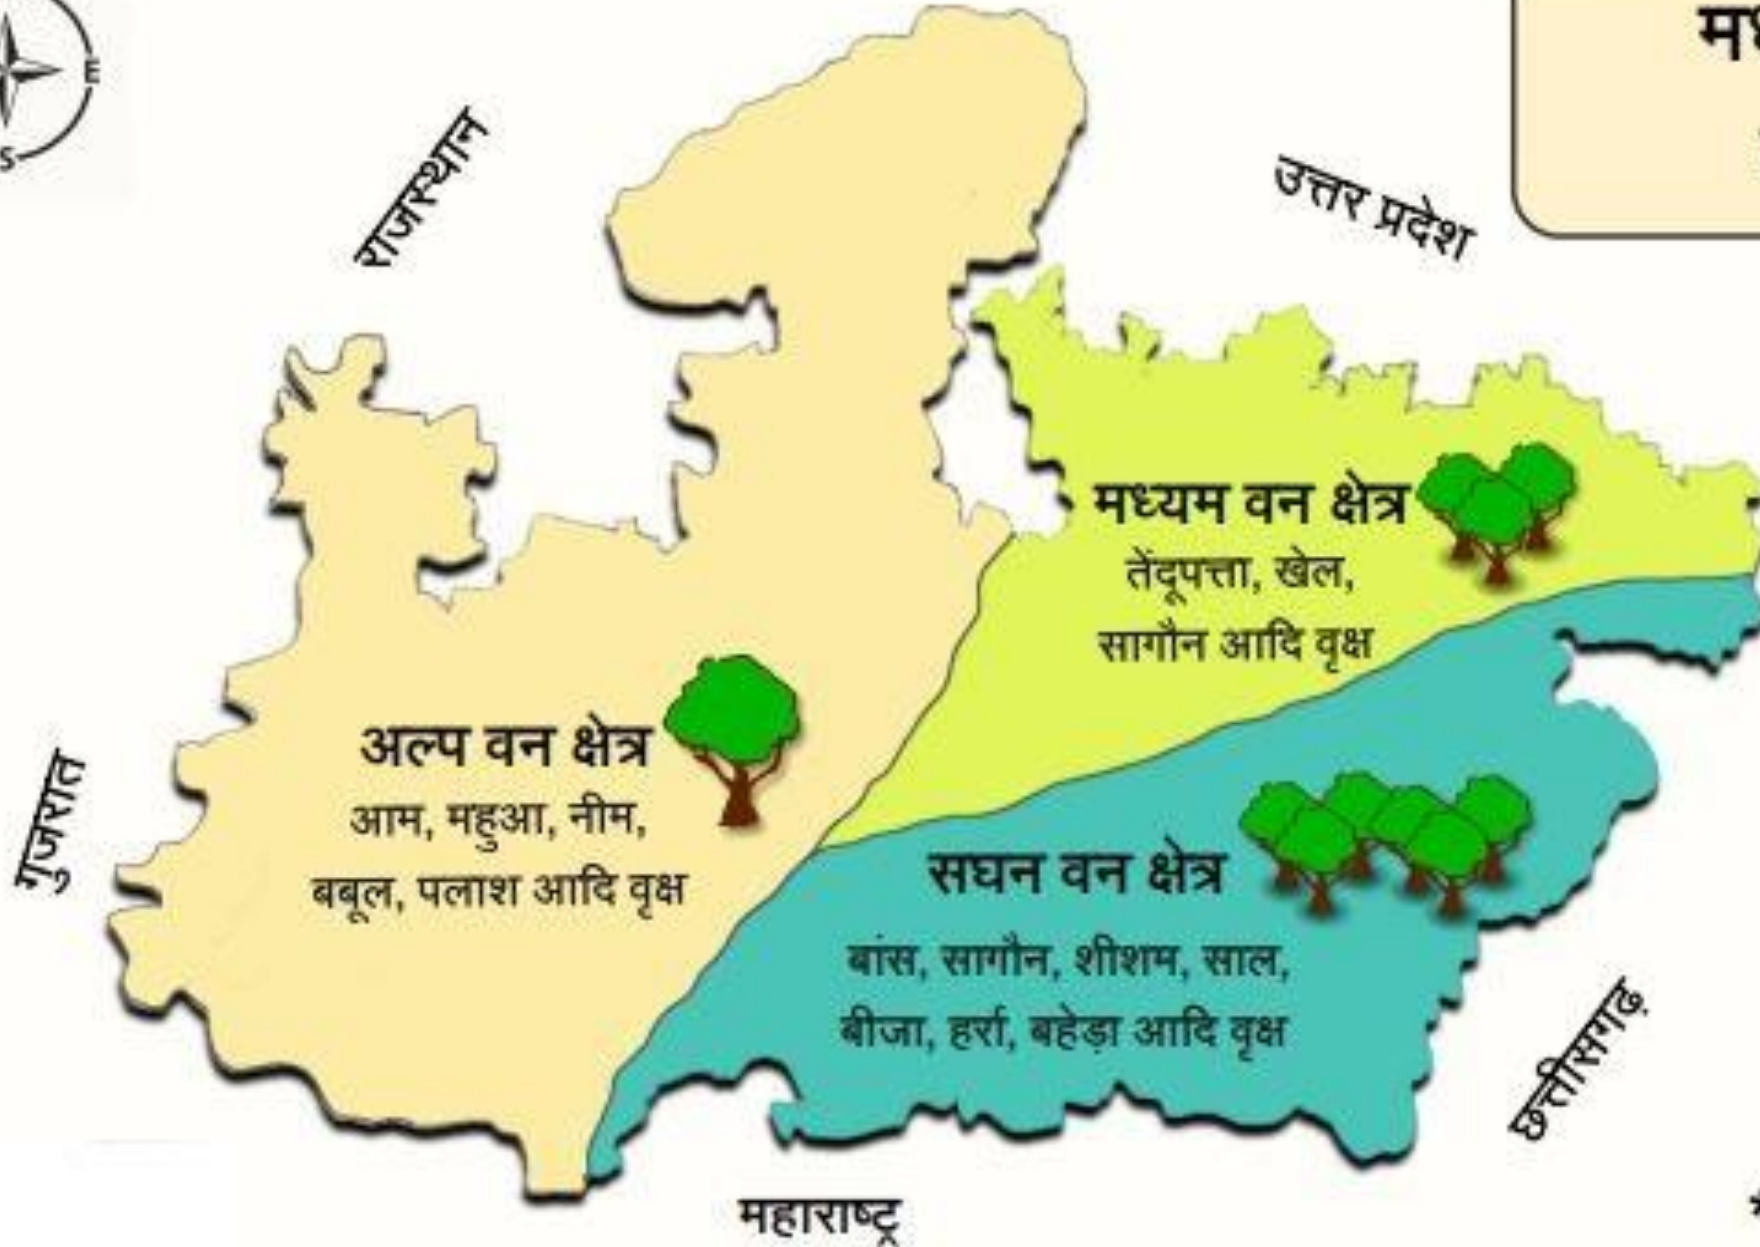 E
S
राजस्थान
उत्तर प्रदेश
मध्यम वन क्षेत्र
तेंदूपत्ता, खेल,
सागौन आदि वृक्ष
अल्प वन क्षेत्र
आम, महुआ, नीम,
बबूल, पलाश आदि वृक्ष
गुजरात
सघन वन क्षेत्र
बांस, सागौन, शीशम, साल,
बीजा, हर्रा, बहेड़ा आदि वृक्ष
छत्तीसगढ़
महाराष्ट्र